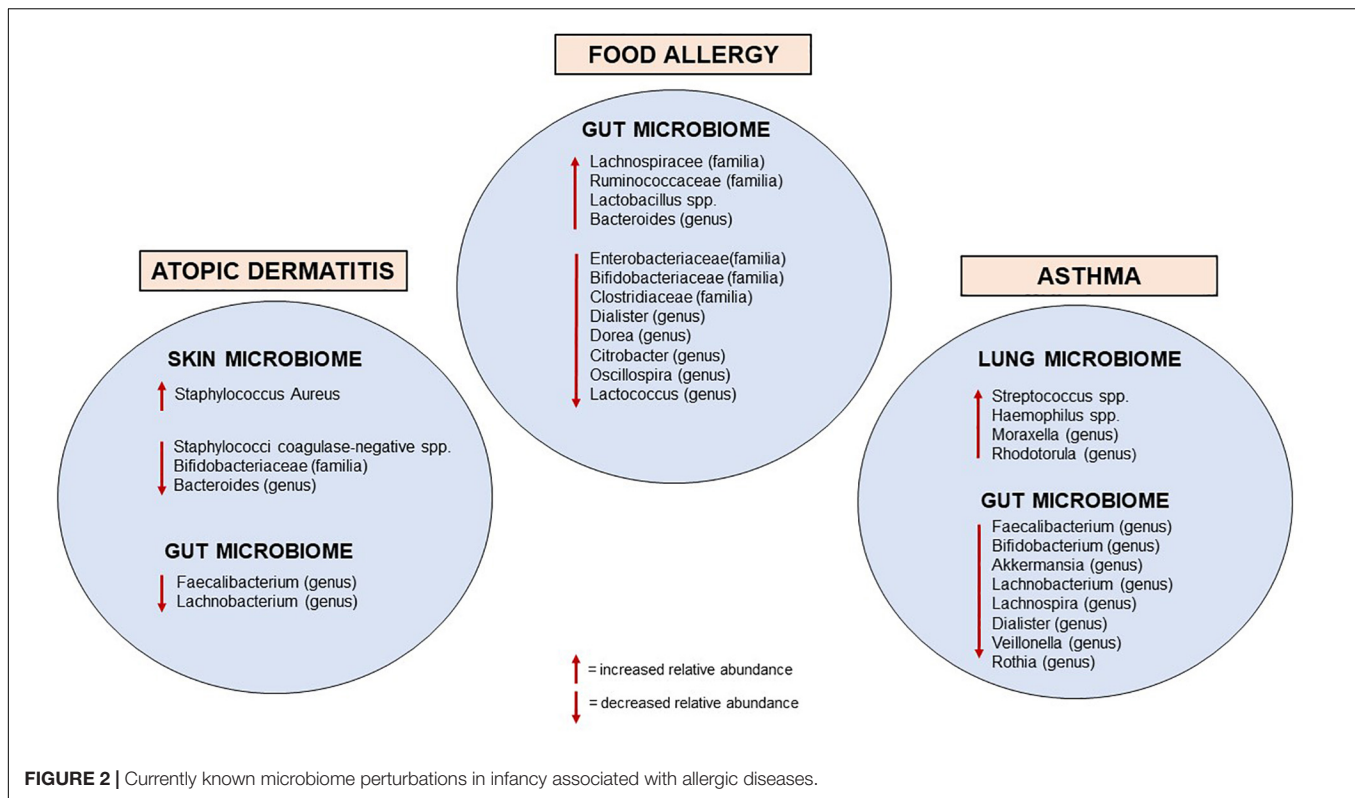 FOOD ALLERGY
GUT MICROBIOME
Lachnospiracee (familia)
Ruminococcaceae (familia)
Lactobacillus spp.
Bacteroides (genus)
Enterobacteriaceae(familia)
Bifidobacteriaceae (familia)
Clostridiaceae (familia)
Dialister (genus)
Dorea (genus)
Citrobacter (genus)
Oscillospira (genus)
Lactococcus (genus)
ATOPIC DERMATITIS
SKIN MICROBIOME
Staphylococcus Aureus
Staphylococci coagulase-negative spp.
Bifidobacteriaceae (familia)
Bacteroides (genus)
GUT MICROBIOME
Faecalibacterium (genus)
Lachnobacterium (genus)
ASTHMA
LUNG MICROBIOME
Streptococcus spp.
Haemophilus spp.
Moraxella (genus)
Rhodotorula (genus)
GUT MICROBIOME
Faecalibacterium (genus)
Bifidobacterium (genus)
Akkermansia (genus)
Lachnobacterium (genus)
Lachnospira (genus)
Dialister (genus)
Veillonella (genus)
Rothia (genus)
= increased relative abundance
= decreased relative abundance
FIGURE 2 | Currently known microbiome perturbations in infancy associated with allergic diseases.